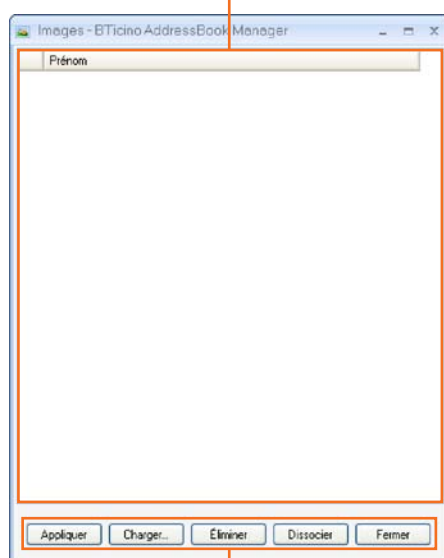 Images - BTicino AddressBook Manager
Prénom
Appliquer Charger... Éliminer Dissocier Fermer